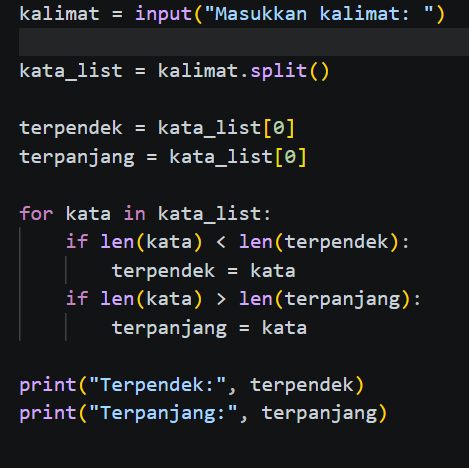 kalimat = input("Masukkan kalimat: ")
kata_list = kalimat.split()
terpendek = kata_list[0]
terpanjang = kata_list[0]
for kata in kata_list:
    if len(kata) < len(terpendek):
        terpendek = kata
    if len(kata) > len(terpanjang):
        terpanjang = kata
print("Terpendek:", terpendek)
print("Terpanjang:", terpanjang)